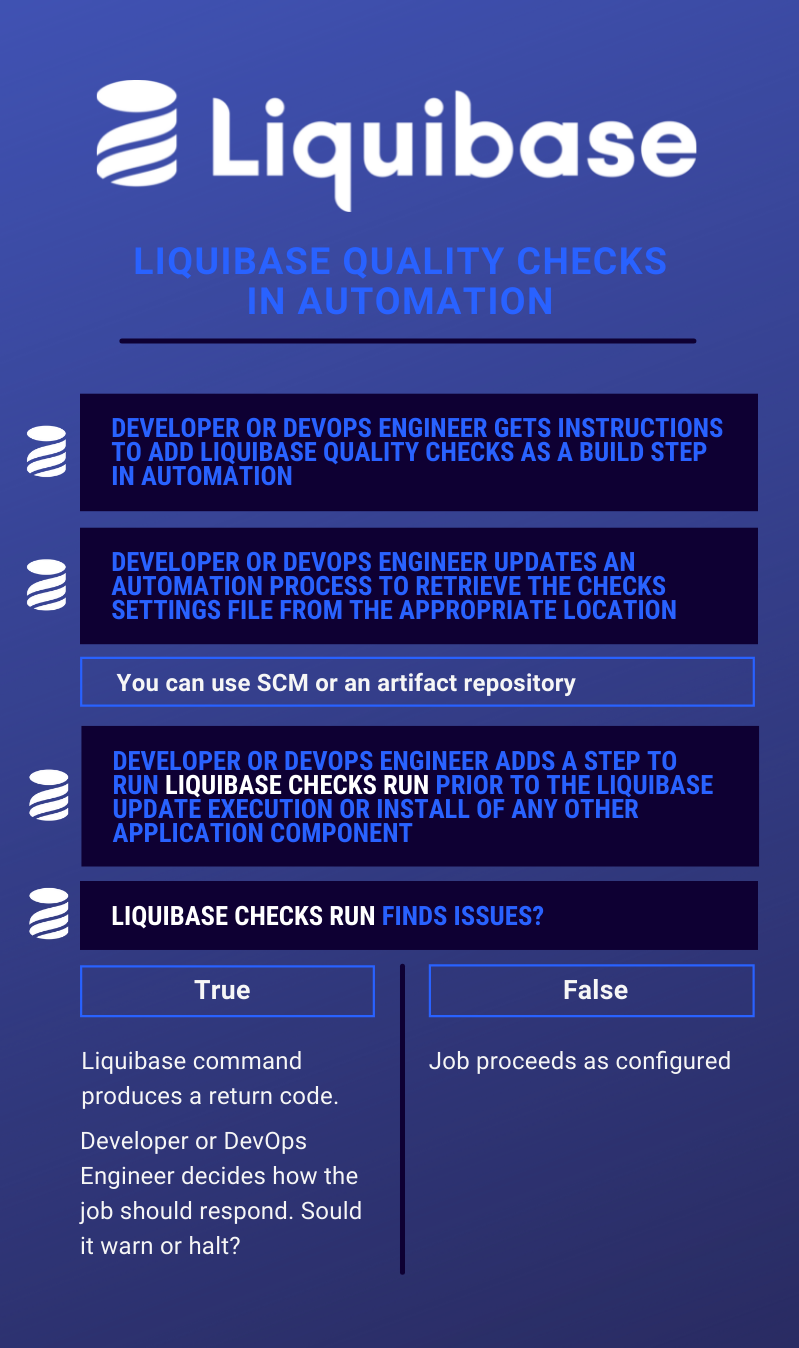 Liquibase
LIQUIBASE QUALITY CHECKS
IN AUTOMATION
DEVELOPER OR DEVOPS ENGINEER GETS INSTRUCTIONS
TO ADD LIQUIBASE QUALITY CHECKS AS A BUILD STEP
IN AUTOMATION
DEVELOPER OR DEVOPS ENGINEER UPDATES AN
AUTOMATION PROCESS TO RETRIEVE THE CHECKS
SETTINGS FILE FROM THE APPROPRIATE LOCATION
You can use SCM or an artifact repository
DEVELOPER OR DEVOPS ENGINEER ADDS A STEP TO
RUN LIQUIBASE CHECKS RUN PRIOR TO THE LIQUIBASE
UPDATE EXECUTION OR INSTALL OF ANY OTHER
APPLICATION COMPONENT
LIQUIBASE CHECKS RUN FINDS ISSUES?
True
Liquibase command
produces a return code.
Developer or DevOps
Engineer decides how the
job should respond. Sould
it warn or halt?
False
Job proceeds as configured